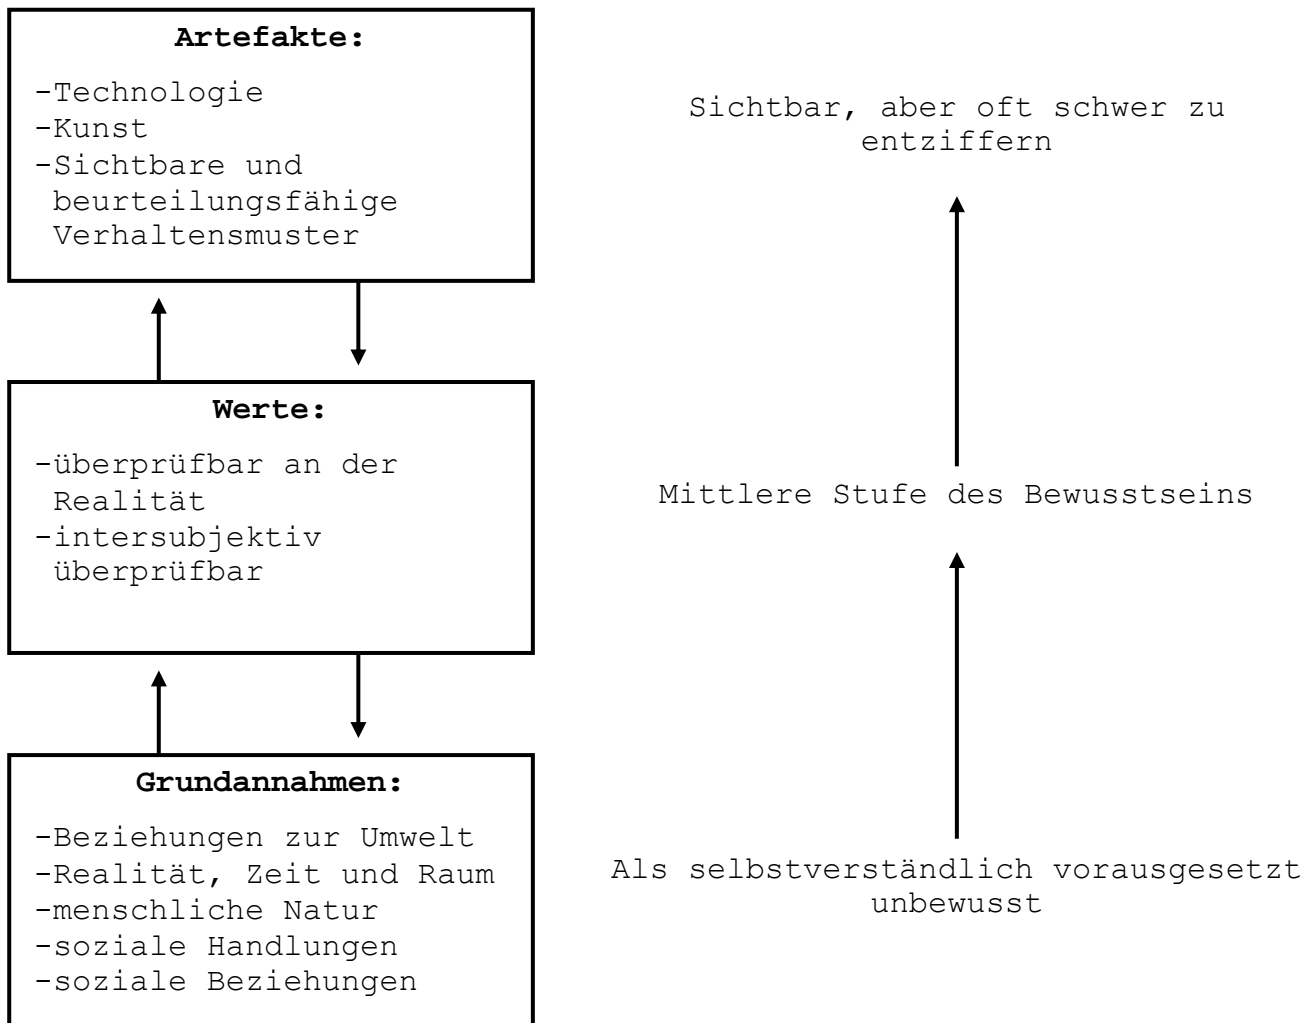 Artefakte:
-Technologie
-Kunst
-Sichtbare und
beurteilungsfähige
Verhaltensmuster
Sichtbar, aber oft schwer zu
entziffern
Werte:
-überprüfbar an der
Realität
-intersubjektiv
überprüfbar
Mittlere Stufe des Bewusstseins
Grundannahmen:
-Beziehungen zur Umwelt
-Realität, Zeit und Raum
-menschliche Natur
-soziale Handlungen
-soziale Beziehungen
Als selbstverständlich vorausgesetzt
unbewusst